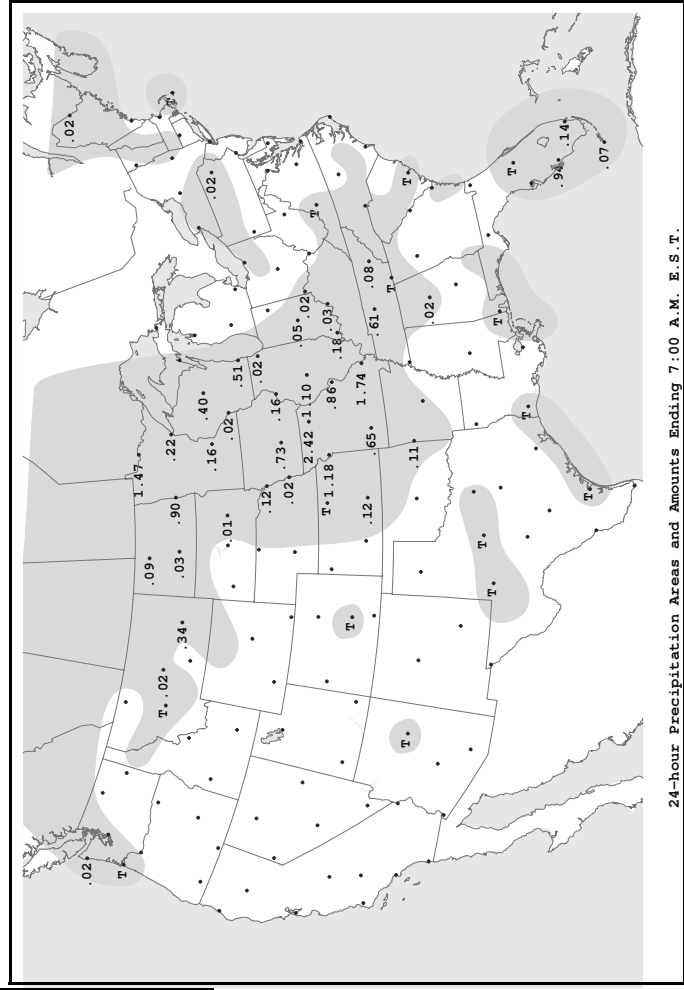 .02
.02
T
1.47
.09
T .02
T
.22
.90
.03
.34
.40
.02
.16
.01
.02
.51
.02
.12
.16
.73
.02
.05
.02
2.42 1.10
T
T 1.18
.03
.86
.18
T
1.74
.12
.08
.65
.61
T
T
T
.11
.02
T
T
T
T
T
.94
.14
T
.07
24-hour Precipitation Areas and Amounts Ending 7:00 A.M. E.S.T.